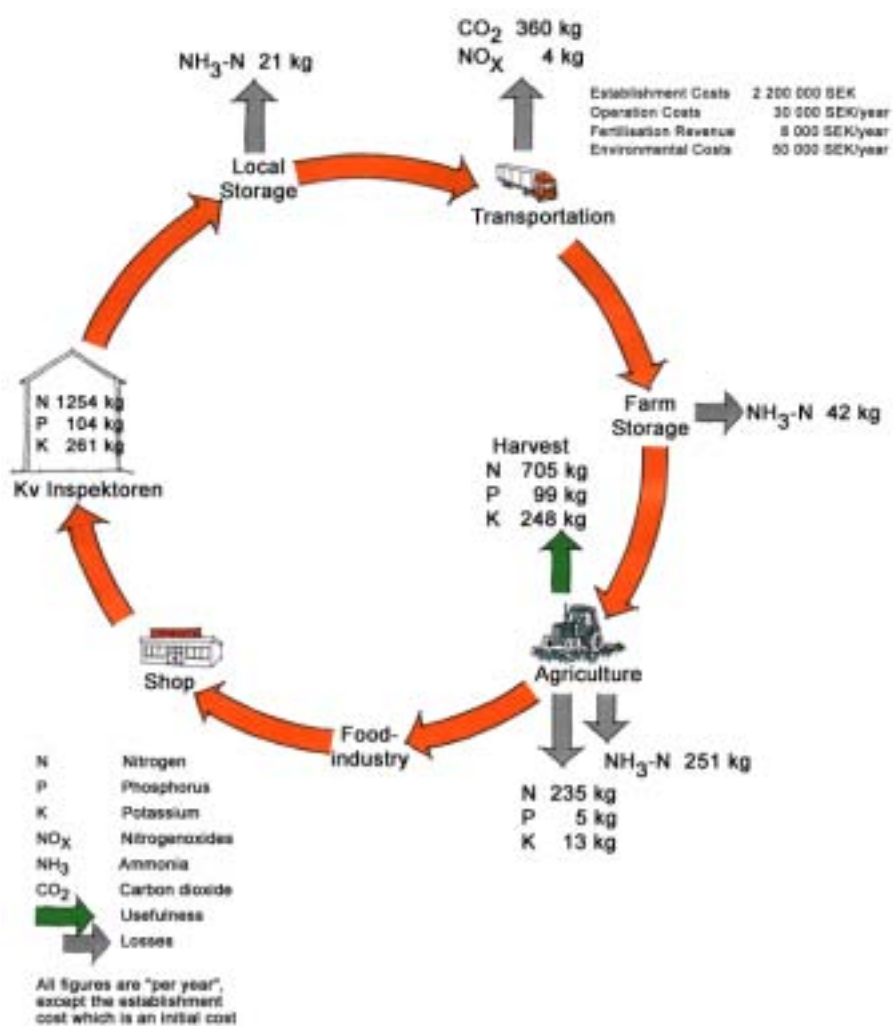 CO2 360 kg
NOX 4 kg
NH3-N 21 kg
Establishment Costs 2 200 000 SEK
Operation Costs 30 000 SEK/year
Fertilisation Revenue 8 000 SEK/year
Environmental Costs 50 000 SEK/year
Local
Storage
Transportation
N 1254 kg
P 104 kg
K 261 kg
Kv Inspektoren
Farm
Storage
NH3-N 42 kg
Harvest
N 705 kg
P 99 kg
K 248 kg
Shop
Agriculture
Food-
industry
NH3-N 251 kg
N 235 kg
P 5 kg
K 13 kg
N Nitrogen
P Phosphorus
K Potassium
NOX Nitrogenoxides
NH3 Ammonia
CO2 Carbon dioxide
Usefulness
Losses
All figures are "per year",
except the establishment
cost which is an initial cost